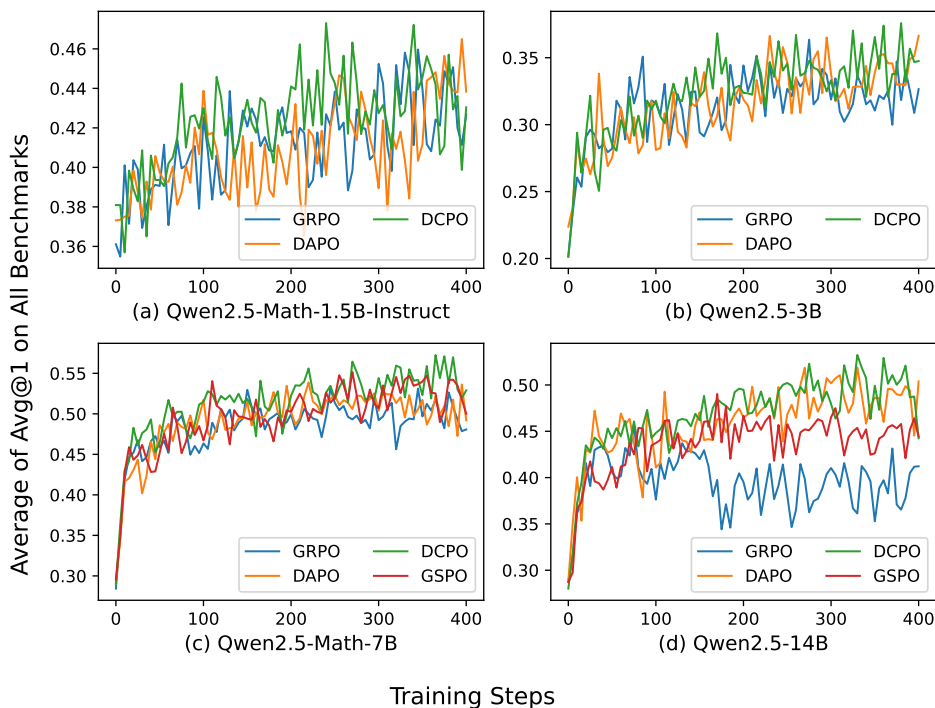 Average of Avg@1 on All Benchmarks
0.46
0.44
0.42
0.40
0.38
0.36
GRPO
DAPO
DCPO
0 100 200 300 400
(a) Qwen2.5-Math-1.5B-Instruct
0.35
0.30
0.25
0.20
GRPO
DAPO
DCPO
0 100 200 300 400
(b) Qwen2.5-3B
0.55
0.50
0.45
0.40
0.35
0.30
GRPO
DAPO
DCPO
GSPO
0 100 200 300 400
(c) Qwen2.5-Math-7B
0.50
0.45
0.40
0.35
0.30
GRPO
DAPO
DCPO
GSPO
0 100 200 300 400
(d) Qwen2.5-14B
Training Steps